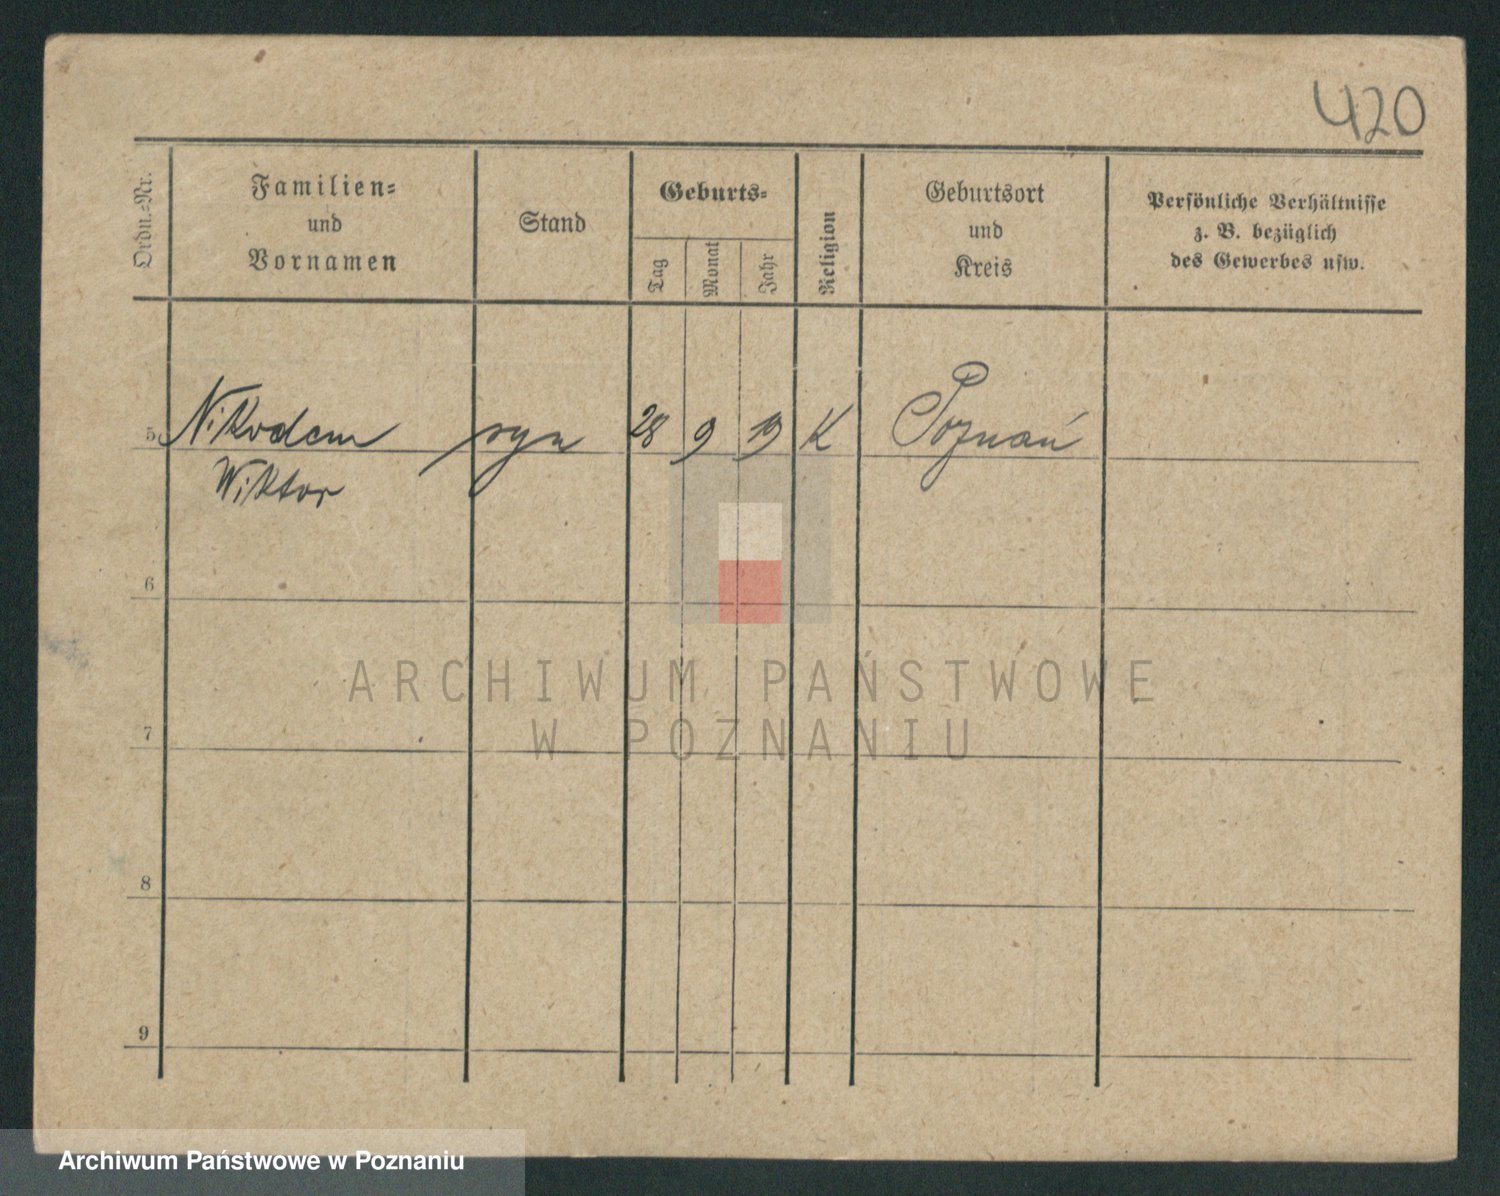 420
Ordn.-Nr.
Familien-
und
Vornamen
Stand
Geburts-
Tag
Monat
Jahr
Religion
Geburtsort
und
Kreis
Persönliche Verhältnisse
z. B. bezüglich
des Gewerbes usw.
5 Nikodem syn 28 9 19 K Poznań
Wiktor
6
7
8
9
ARCHIWUM PAŃSTWOWE
W POZNANIU
Archiwum Państwowe w Poznaniu